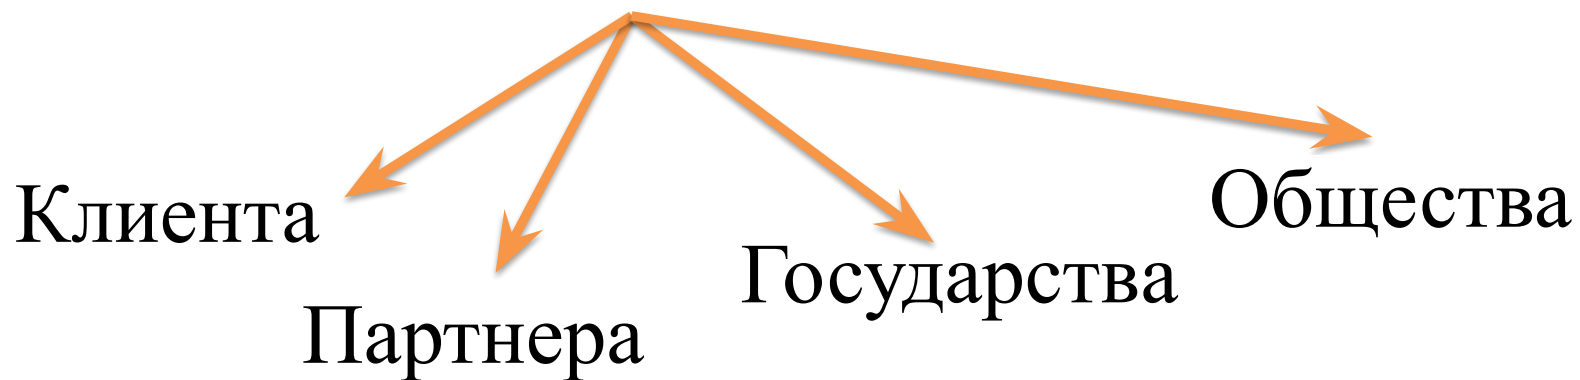 Клиента
Партнера
Государства
Общества